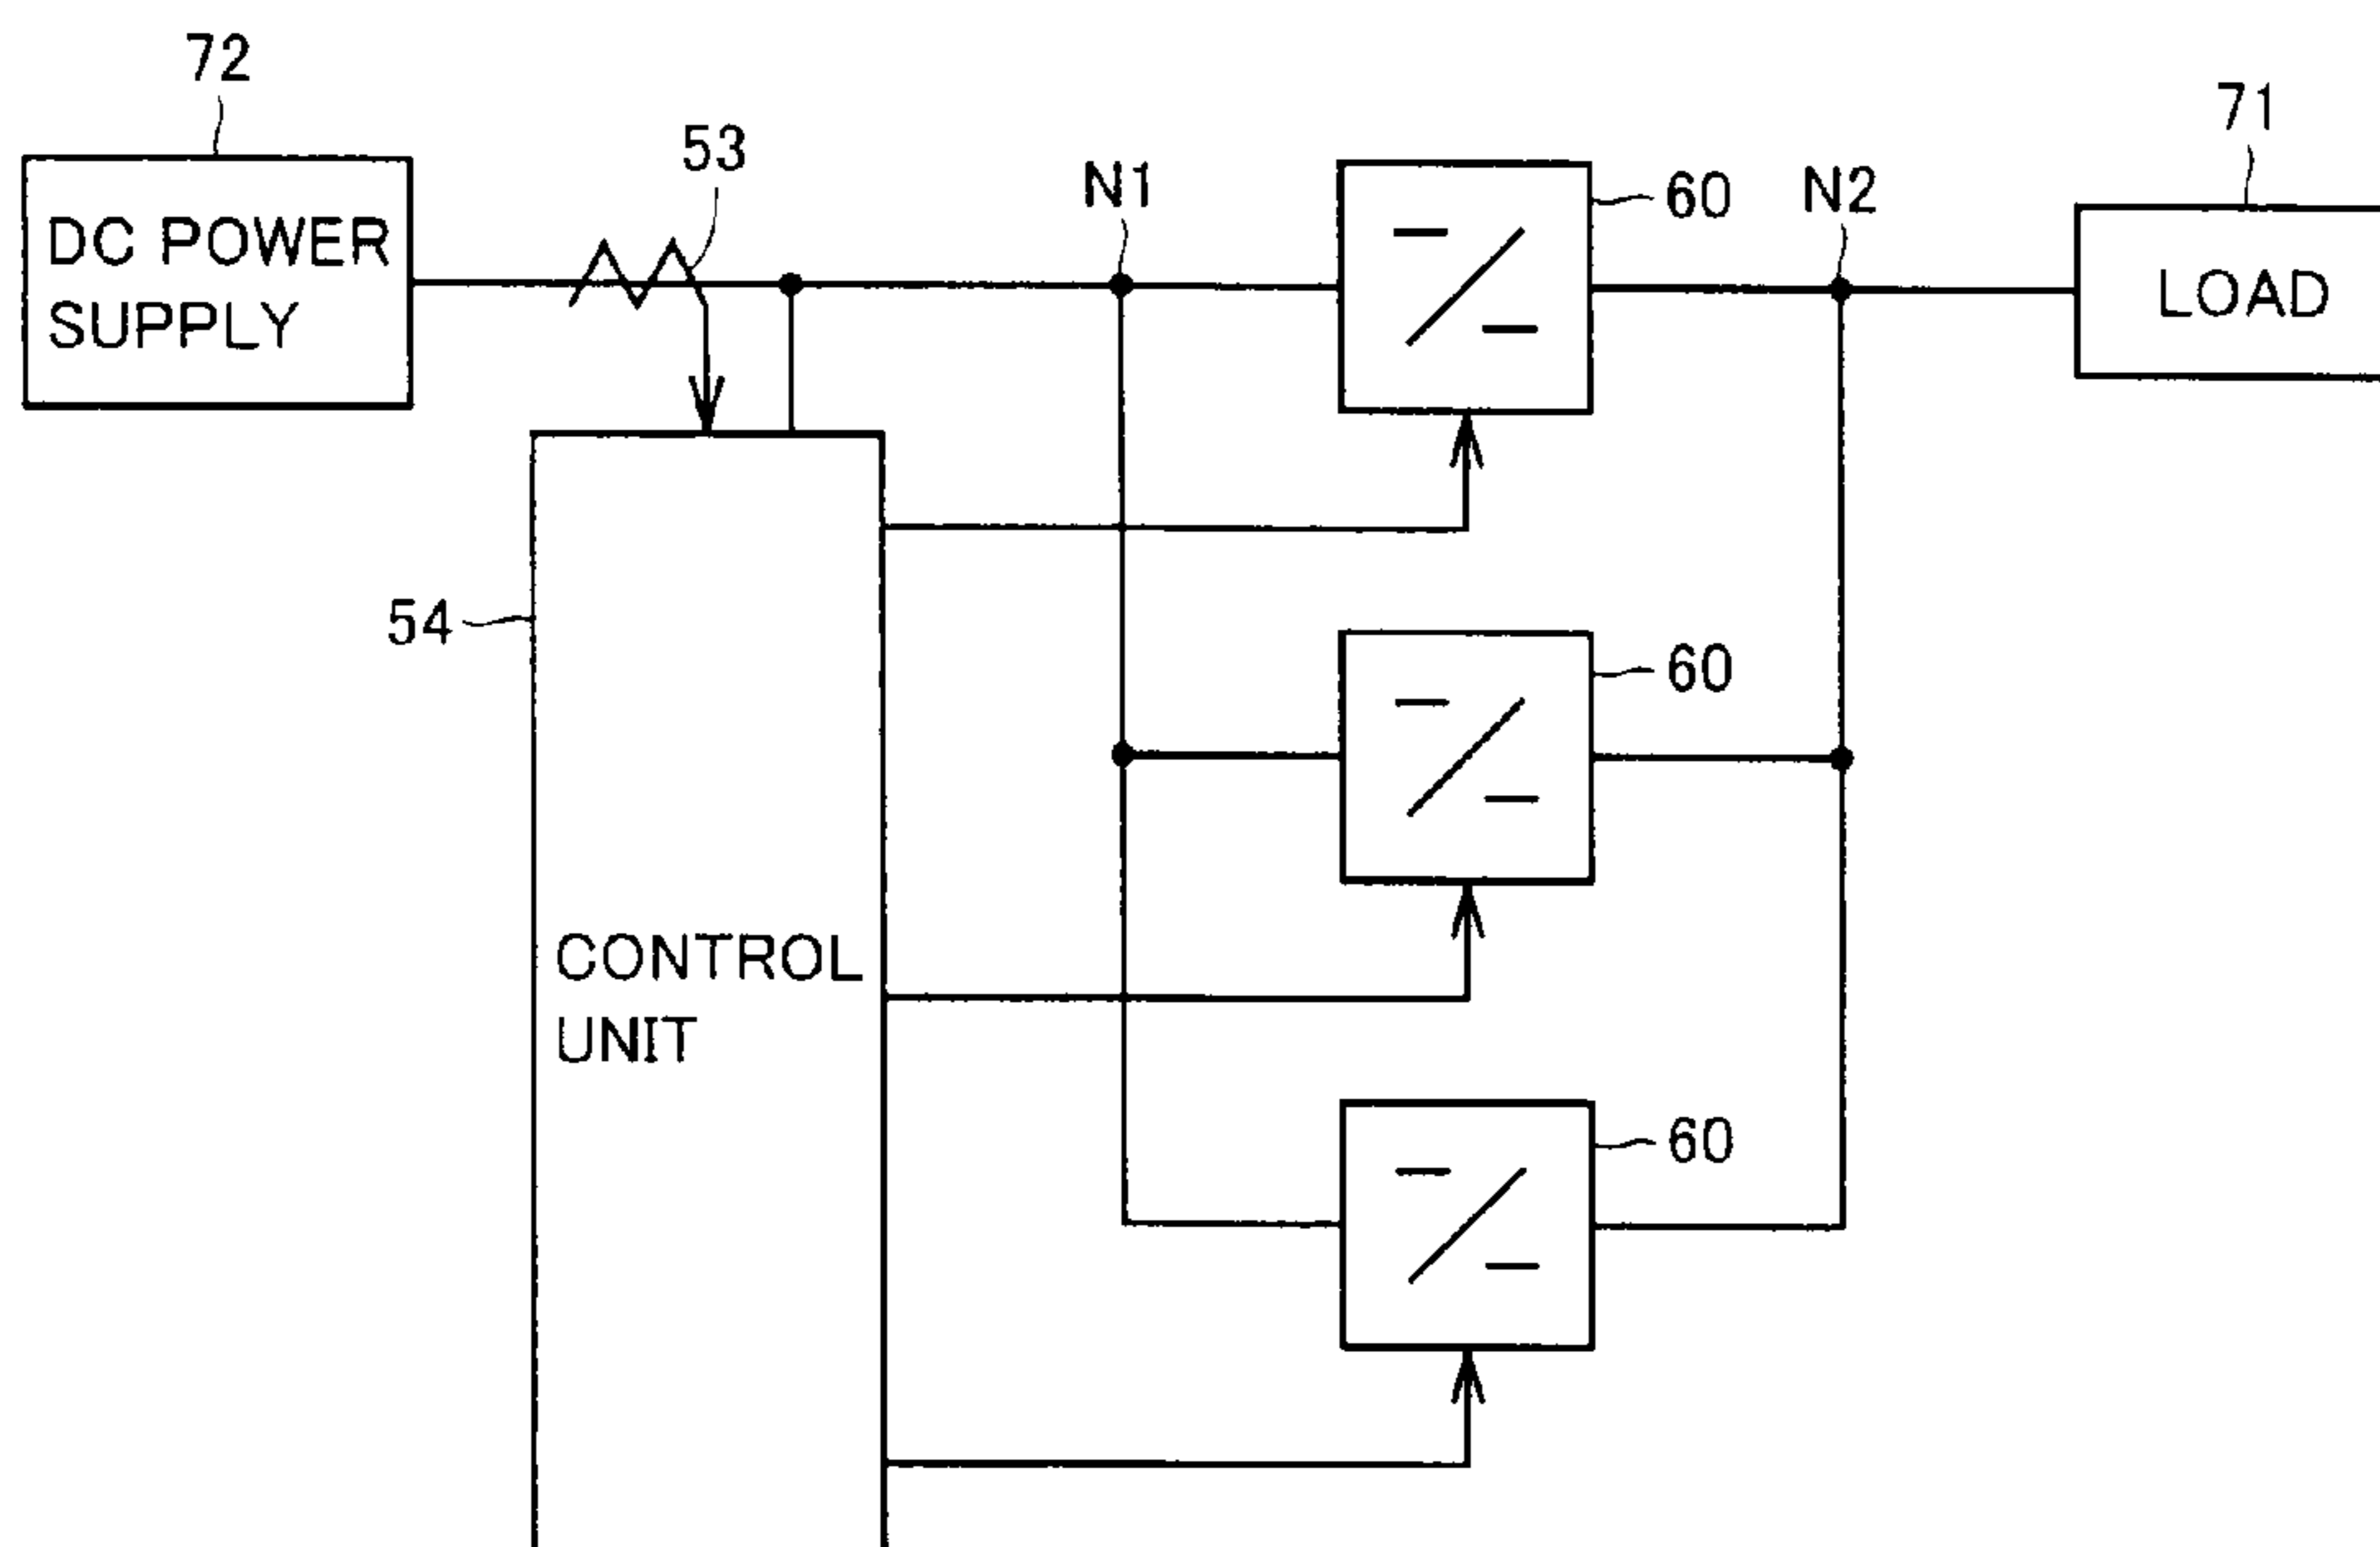 72
53
N1
60
N2
71
DC POWER
SUPPLY
LOAD
54
60
CONTROL
UNIT
60